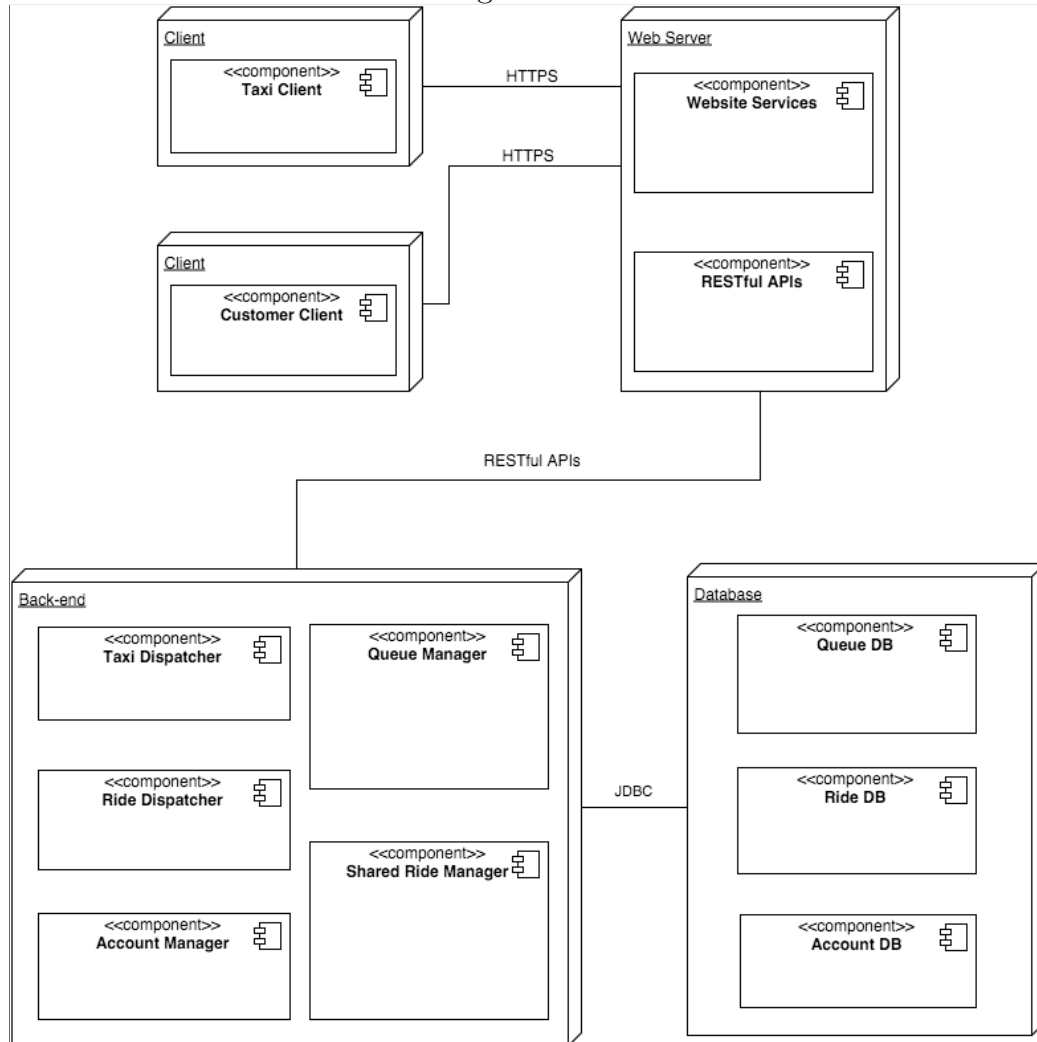 Client
<<component>>
Taxi Client
HTTPS
Web Server
<<component>>
Website Services
HTTPS
Client
<<component>>
Customer Client
<<component>>
RESTful APIs
RESTful APIs
Back-end
<<component>>
Taxi Dispatcher
<<component>>
Queue Manager
<<component>>
Ride Dispatcher
<<component>>
Shared Ride Manager
<<component>>
Account Manager
JDBC
Database
<<component>>
Queue DB
<<component>>
Ride DB
<<component>>
Account DB